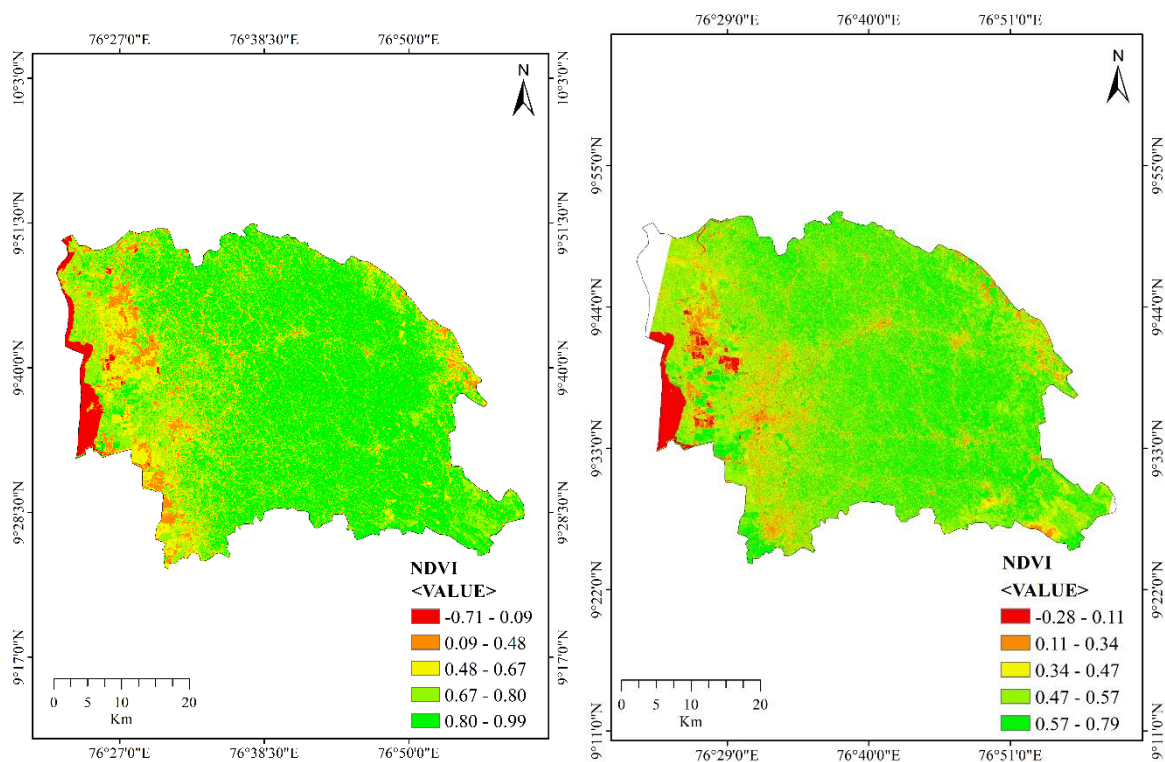 76°27'0"E 76°38'30"E 76°50'0"E
10°3'0"N
9°51'30"N
9°40'0"N
9°28'30"N
9°17'0"N
N
10°3'0"N
9°51'30"N
9°40'0"N
9°28'30"N
9°17'0"N
NDVI
<VALUE>
-0.71 - 0.09
0.09 - 0.48
0.48 - 0.67
0.67 - 0.80
0.80 - 0.99
0 5 10 20
Km
76°27'0"E 76°38'30"E 76°50'0"E
76°29'0"E 76°40'0"E 76°51'0"E
9°55'0"N
9°44'0"N
9°33'0"N
9°22'0"N
9°11'0"N
N
9°55'0"N
9°44'0"N
9°33'0"N
9°22'0"N
9°11'0"N
NDVI
<VALUE>
-0.28 - 0.11
0.11 - 0.34
0.34 - 0.47
0.47 - 0.57
0.57 - 0.79
0 5 10 20
Km
76°29'0"E 76°40'0"E 76°51'0"E